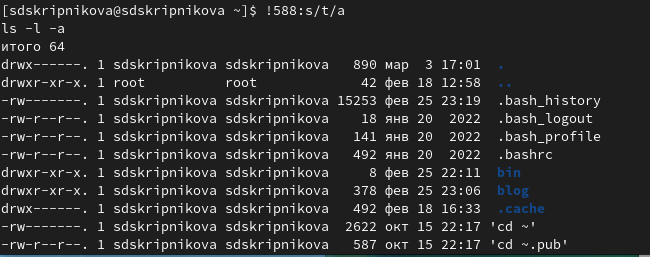 [sdskripnikova@sdskripnikova ~]$ !588:s/t/a
ls -l -a
итого 64
drwx------. 1 sdskripnikova sdskripnikova 890 мар 3 17:01 .
drwxr-xr-x. 1 root root 42 фев 18 12:58 ..
-rw-------. 1 sdskripnikova sdskripnikova 15253 фев 25 23:19 .bash_history
-rw-r--r--. 1 sdskripnikova sdskripnikova 18 янв 20 2022 .bash_logout
-rw-r--r--. 1 sdskripnikova sdskripnikova 141 янв 20 2022 .bash_profile
-rw-r--r--. 1 sdskripnikova sdskripnikova 492 янв 20 2022 .bashrc
drwxr-xr-x. 1 sdskripnikova sdskripnikova 8 фев 25 22:11 bin
drwxr-xr-x. 1 sdskripnikova sdskripnikova 378 фев 25 23:06 blog
drwx------. 1 sdskripnikova sdskripnikova 492 фев 18 16:33 .cache
-rw-------. 1 sdskripnikova sdskripnikova 2622 окт 15 22:17 'cd ~'
-rw-r--r--. 1 sdskripnikova sdskripnikova 587 окт 15 22:17 'cd ~.pub'